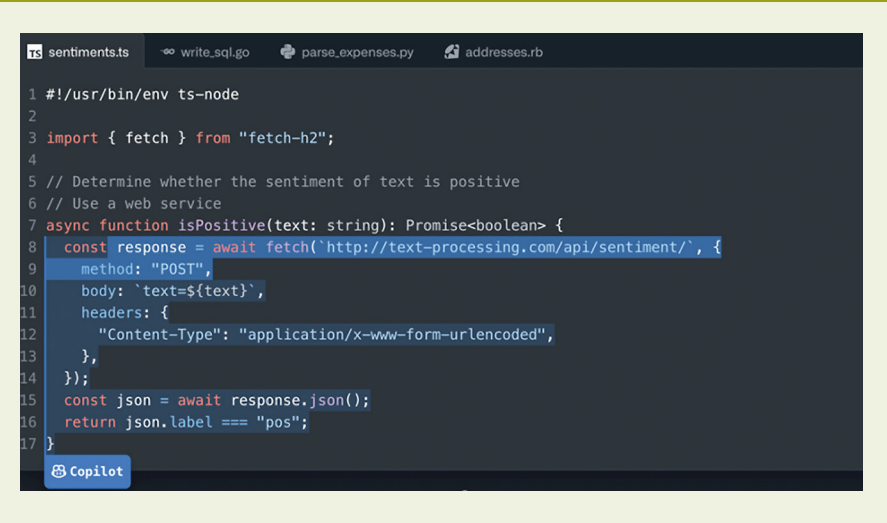 TS sentiments.ts
GO write_sql.go
parse_expenses.py
addresses.rb
1 #!/usr/bin/env ts-node
2
3 import { fetch } from "fetch-h2";
4
5 // Determine whether the sentiment of text is positive
6 // Use a web service
7 async function isPositive(text: string): Promise<boolean> {
8   const response = await fetch(`http://text-processing.com/api/sentiment/`, {
9     method: "POST",
10     body: `text=${text}`,
11     headers: {
12       "Content-Type": "application/x-www-form-urlencoded",
13     },
14   });
15   const json = await response.json();
16   return json.label === "pos";
17 }
Copilot